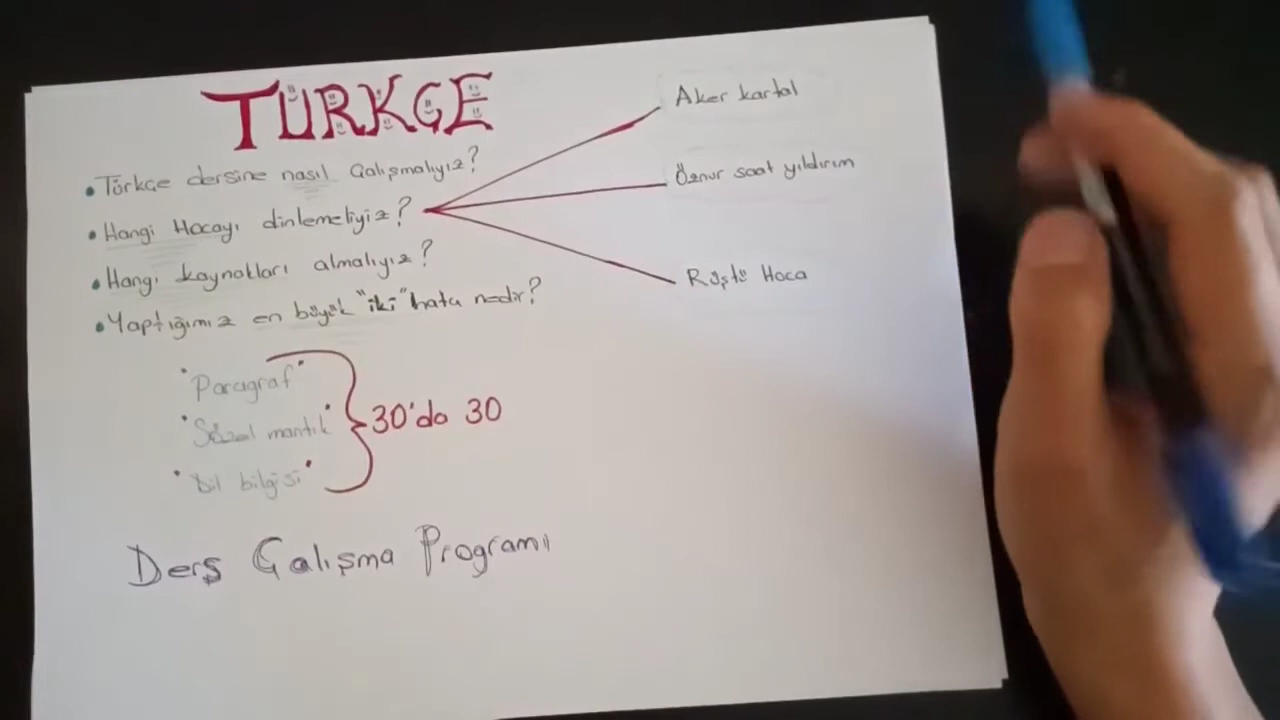 TÜRKÇE
• Türkçe dersine nasıl Çalışmalıyız?
• Hangi Hocayı dinlemeliyiz?
• Hangi kaynakları almalıyız?
• Yaptığımız en büyük "iki" hata nedir?
Aker kartal
Öznur saat yıldırım
Rüştü Hoca
"Paragraf"
"Sözel mantık"
"Dil bilgisi"
30'da 30
Ders Çalışma Programı